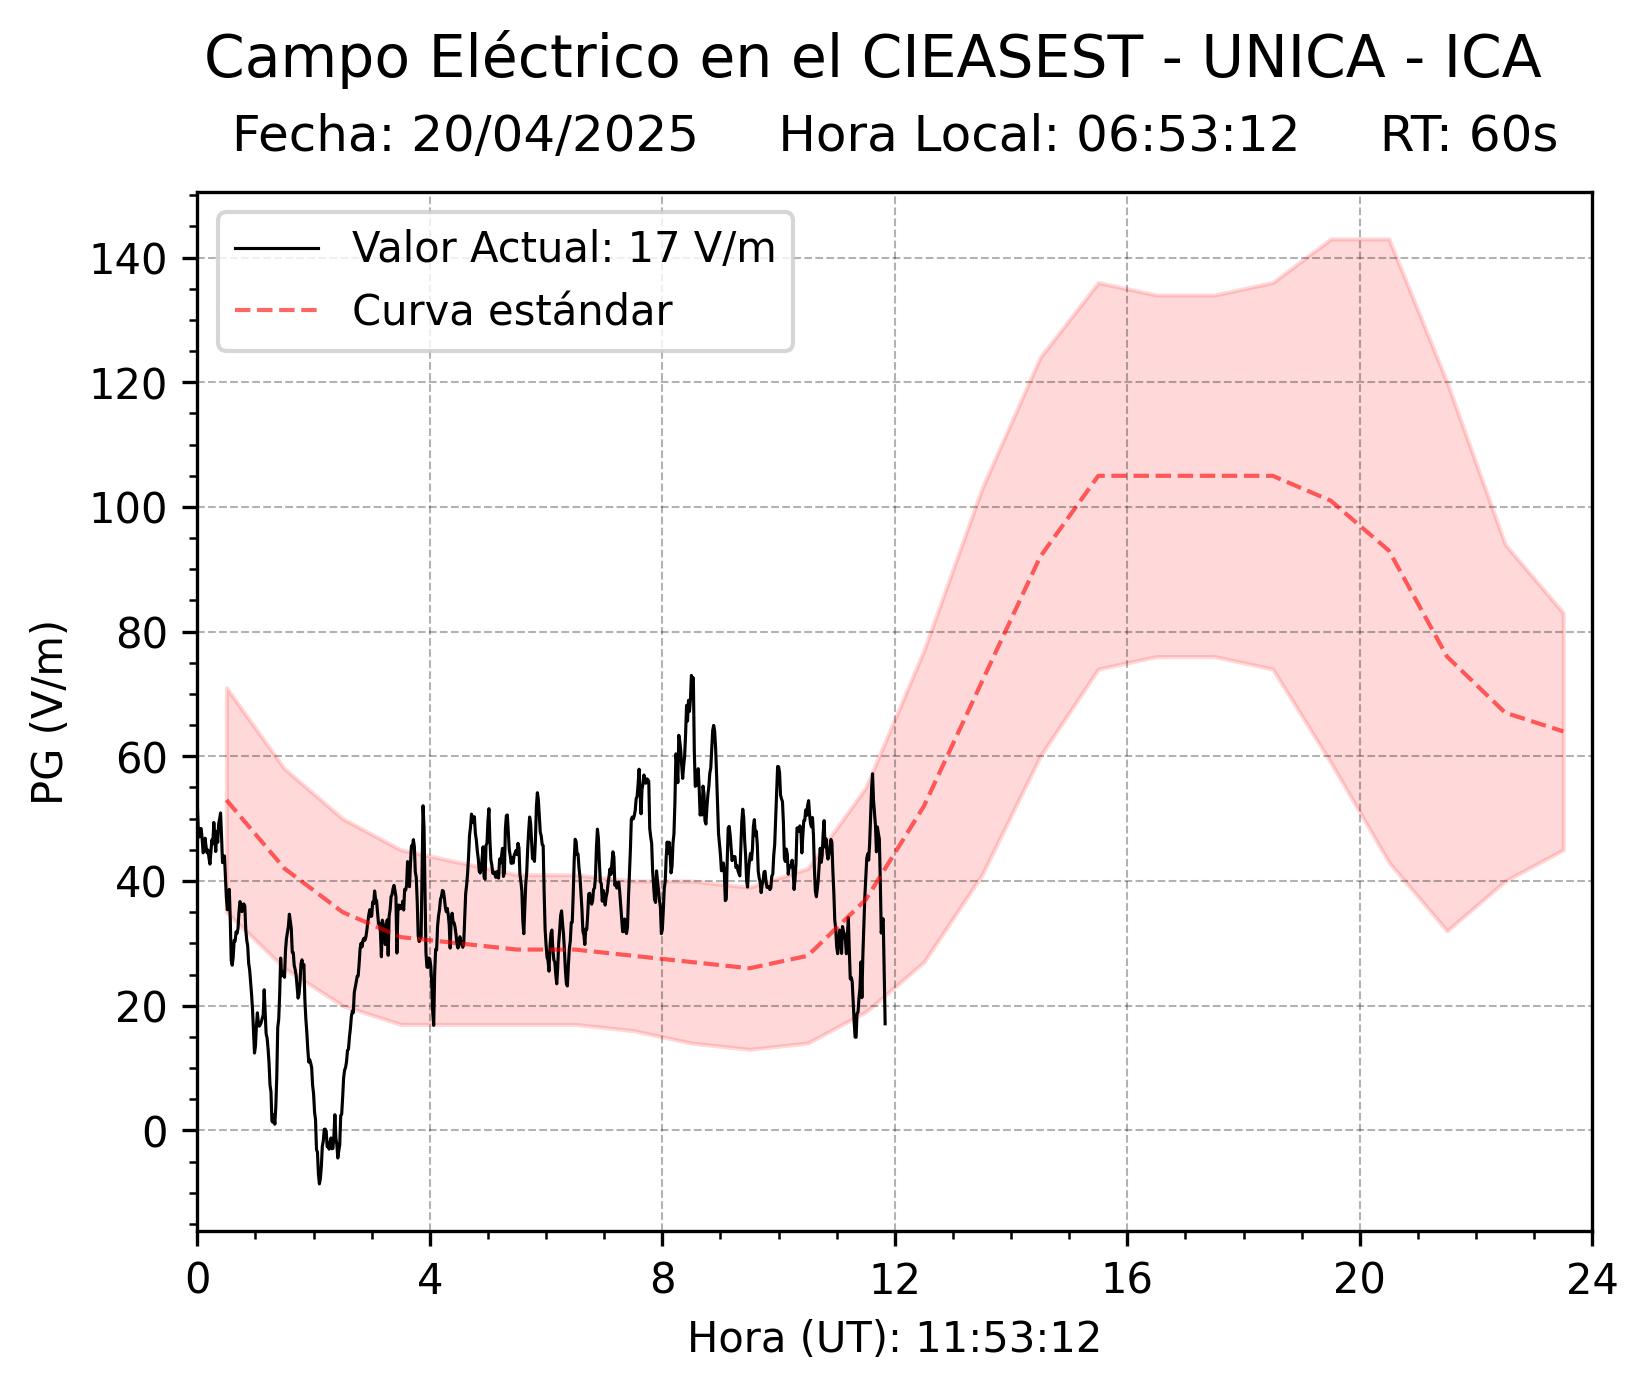 Campo Eléctrico en el CIEASEST - UNICA - ICA
Fecha: 20/04/2025 Hora Local: 06:53:12 RT: 60s
Valor Actual: 17 V/m
Curva estándar
140
120
100
80
60
40
20
0
PG (V/m)
0 4 8 12 16 20 24
Hora (UT): 11:53:12